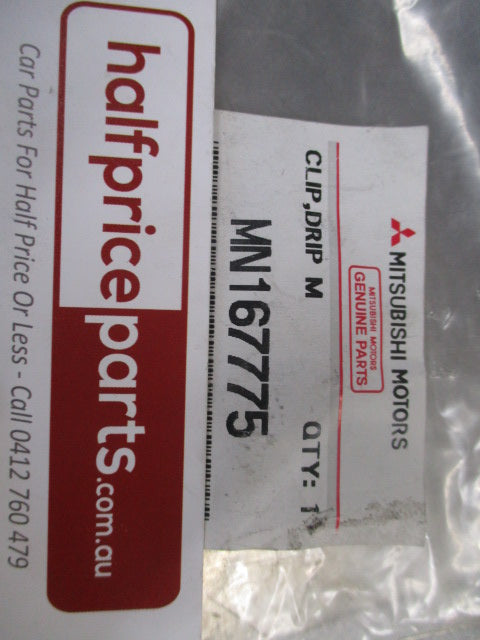 MITSUBISHI MOTORS
MITSUBISHI MOTORS
GENUINE PARTS
CLIP,DRIP M QTY: 1
MN167775
halfpriceparts.com.au
Car Parts For Half Price Or Less - Call 0412 760 479